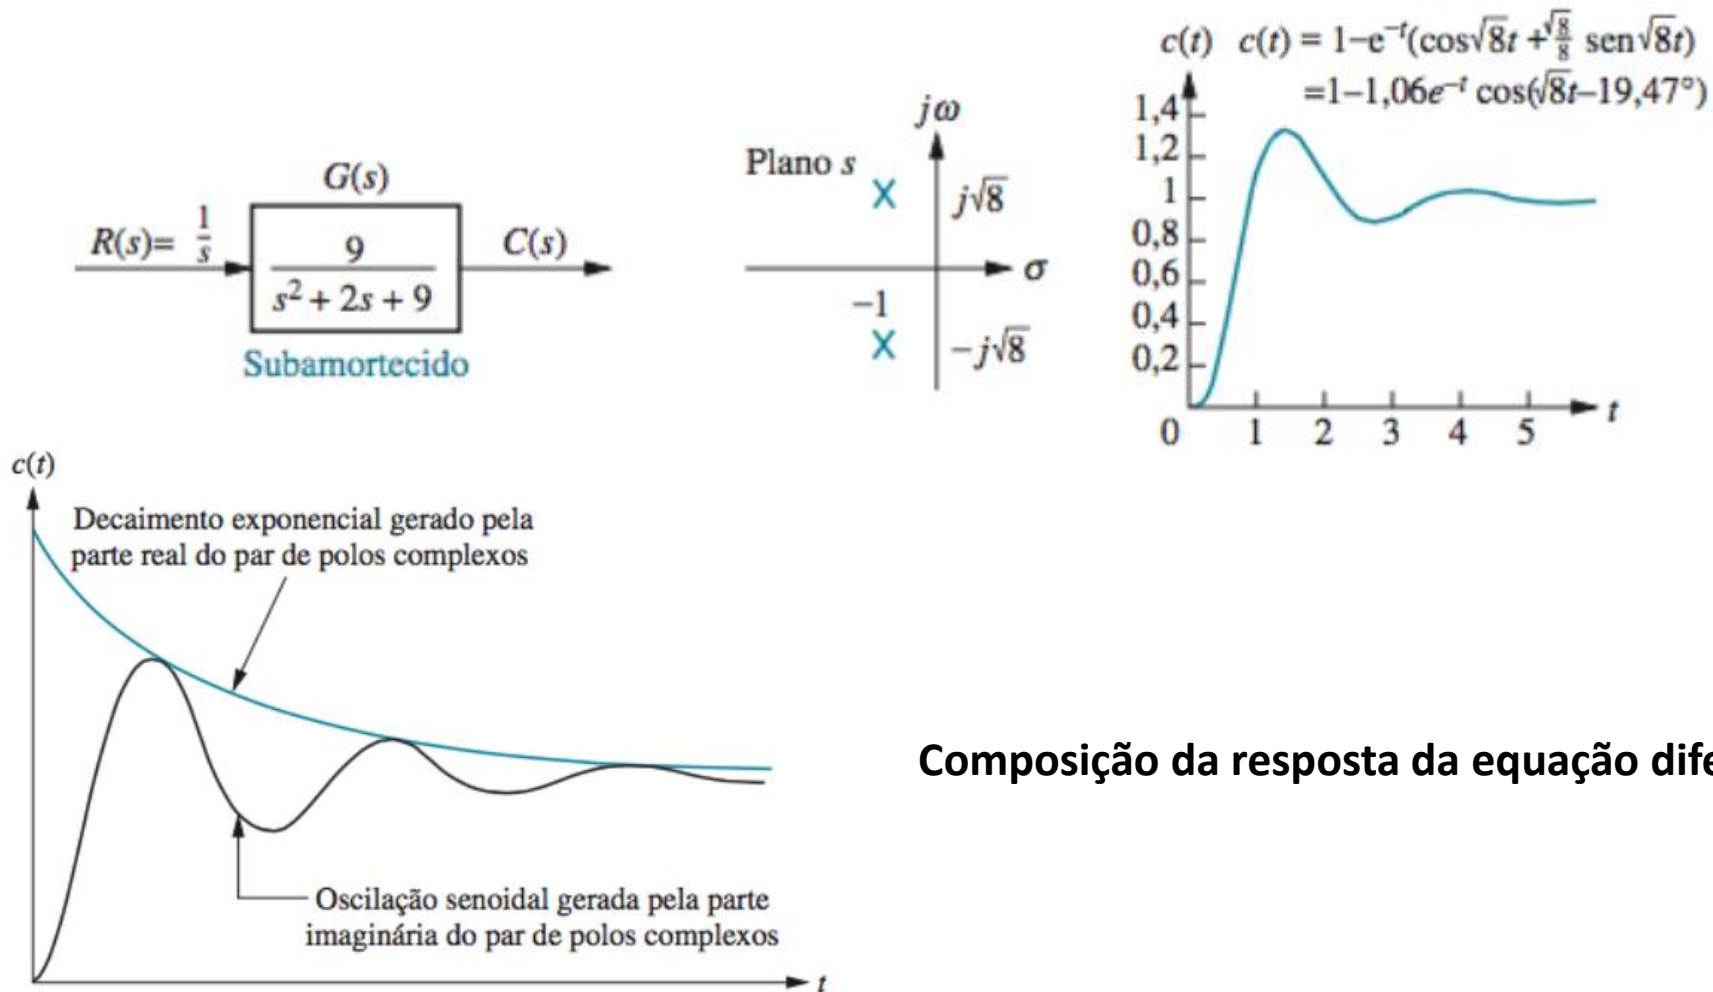 c(t) c(t) = 1−e⁻ᵗ(cos√8t + √8/8 sen√8t)
=1−1,06e⁻ᵗ cos(√8t−19,47°)
G(s)
R(s)= 1/s
9
s² + 2s + 9
C(s)
Subamortecido
jω
Plano s
X
j√8
σ
−1
X
−j√8
1,4
1,2
1
0,8
0,6
0,4
0,2
0 1 2 3 4 5
t
c(t)
Decaimento exponencial gerado pela
parte real do par de polos complexos
Oscilação senoidal gerada pela parte
imaginária do par de polos complexos
t
Composição da resposta da equação dife